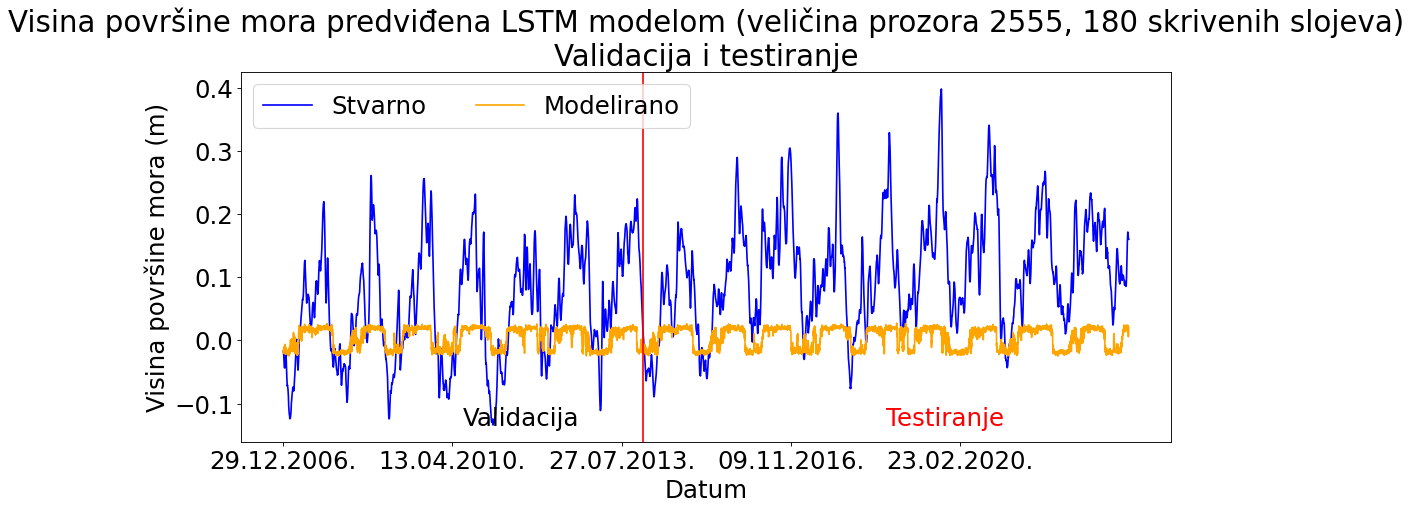 Visina površine mora predviđena LSTM modelom (veličina prozora 2555, 180 skrivenih slojeva)
Validacija i testiranje
Stvarno
Modelirano
Visina površine mora (m)
0.4
0.3
0.2
0.1
0.0
−0.1
Validacija
Testiranje
29.12.2006.
13.04.2010.
27.07.2013.
09.11.2016.
23.02.2020.
Datum